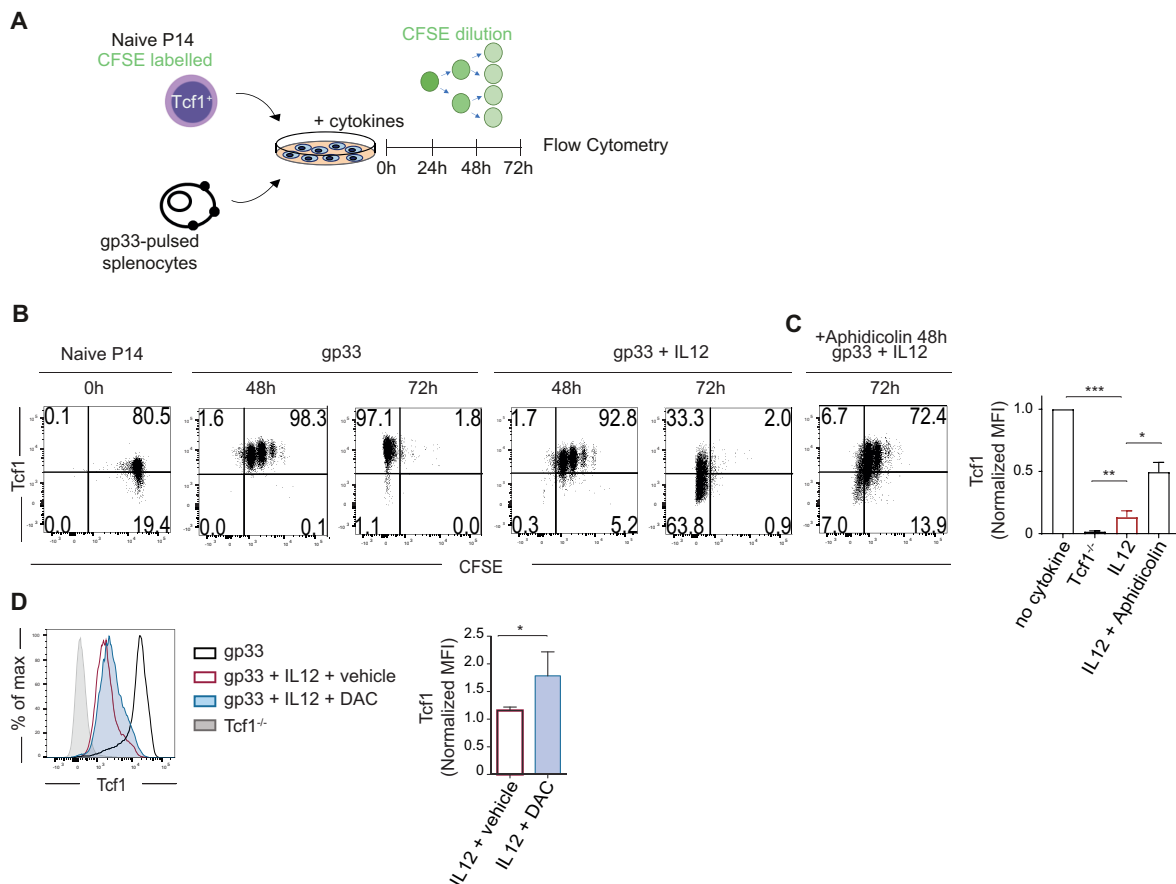 A
Naive P14
CFSE labelled
Tcf1+
gp33-pulsed
splenocytes
+ cytokines
CFSE dilution
0h 24h 48h 72h
Flow Cytometry
B
Naive P14 gp33 gp33 + IL12
0h 48h 72h 48h 72h
Tcf1
0.1 80.5
0.0 19.4
1.6 98.3
0.0 0.1
97.1 1.8
1.1 0.0
1.7 92.8
0.3 5.2
33.3 2.0
63.8 0.9
CFSE
C
+Aphidicolin 48h
gp33 + IL12
72h
6.7 72.4
7.0 13.9
Tcf1
(Normalized MFI)
1.0
0.5
0
***
*
**
no cytokine
Tcf1-/-
IL12
IL12 + Aphidicolin
D
% of max
100
80
60
40
20
0
Tcf1
gp33
gp33 + IL12 + vehicle
gp33 + IL12 + DAC
Tcf1-/-
Tcf1
(Normalized MFI)
2.5
2.0
1.5
1.0
0.5
0
*
IL12 + vehicle
IL12 + DAC